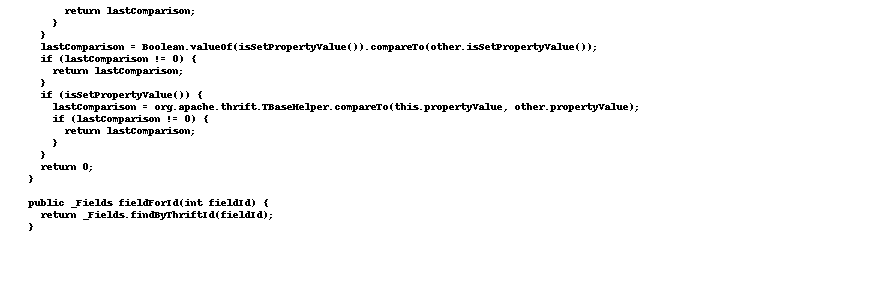 return lastComparison;
}
}
lastComparison = Boolean.valueOf(isSetPropertyValue()).compareTo(other.isSetPropertyValue());
if (lastComparison != 0) {
return lastComparison;
}
if (isSetPropertyValue()) {
lastComparison = org.apache.thrift.TBaseHelper.compareTo(this.propertyValue, other.propertyValue);
if (lastComparison != 0) {
return lastComparison;
}
}
return 0;
}
public _Fields fieldForId(int fieldId) {
return _Fields.findByThriftId(fieldId);
}